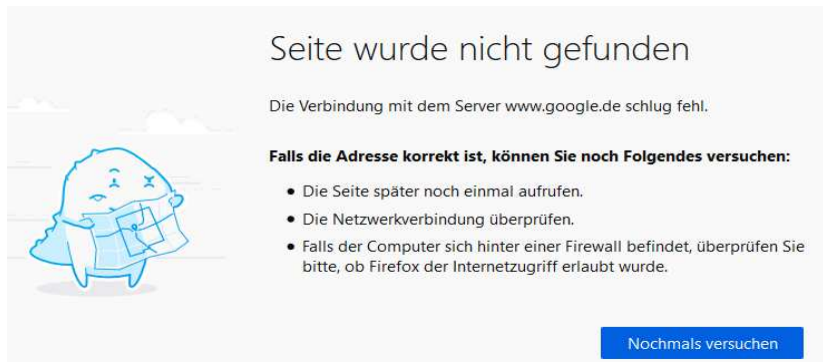 Seite wurde nicht gefunden
Die Verbindung mit dem Server www.google.de schlug fehl.
Falls die Adresse korrekt ist, können Sie noch Folgendes versuchen:
• Die Seite später noch einmal aufrufen.
• Die Netzwerkverbindung überprüfen.
• Falls der Computer sich hinter einer Firewall befindet, überprüfen Sie
bitte, ob Firefox der Internetzugriff erlaubt wurde.
Nochmals versuchen